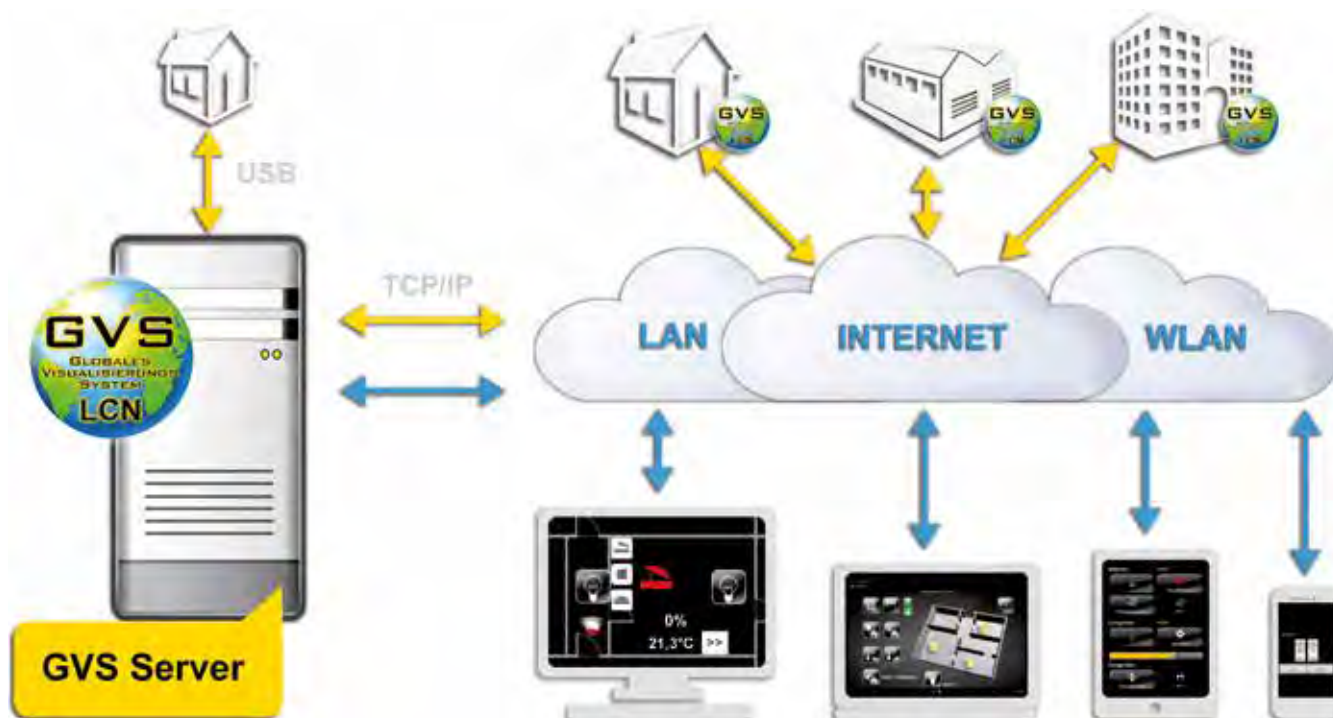 GVS
GVS
GVS
USB
TCP/IP
GVS
GLOBALES
VISUALISIERUNGS
SYSTEM
LCN
LAN
INTERNET
WLAN
0%
21,3°C >>
GVS Server